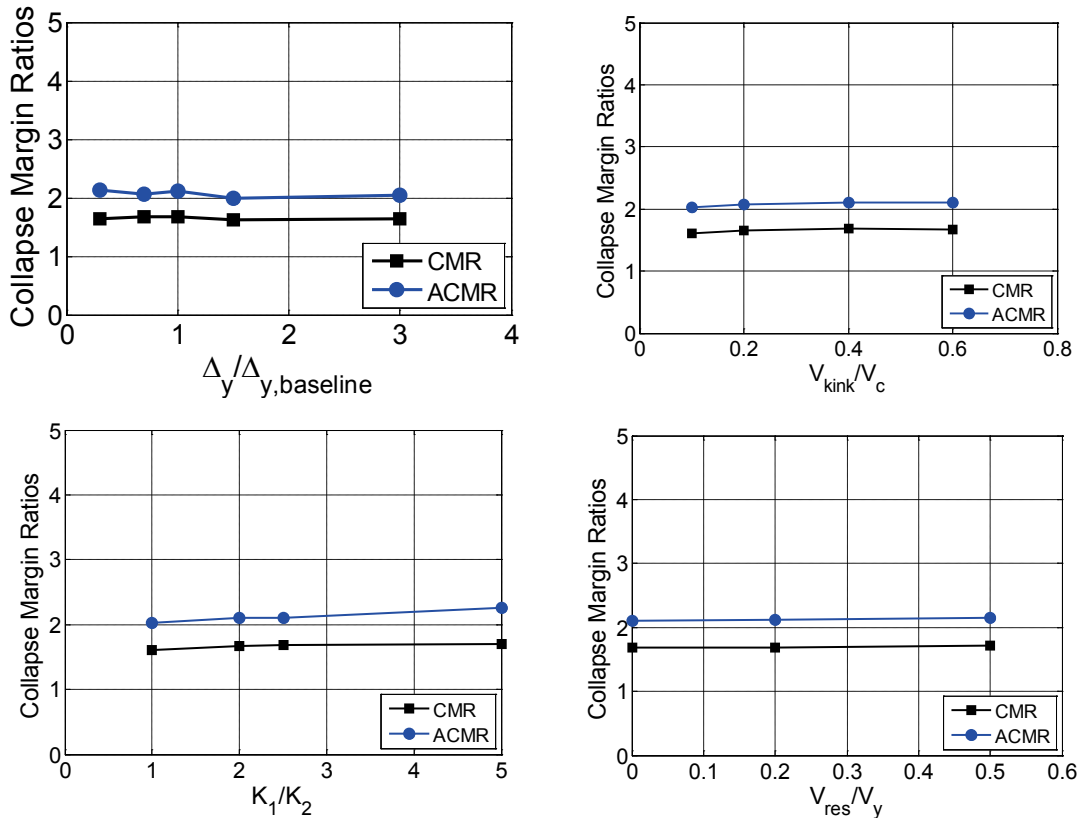 5
4
3
2
1
0
Collapse Margin Ratios
CMR
ACMR
0 1 2 3 4
Δy/Δy,baseline
5
4
3
2
1
0
Collapse Margin Ratios
CMR
ACMR
0 0.2 0.4 0.6 0.8
Vkink/Vc
5
4
3
2
1
0
Collapse Margin Ratios
CMR
ACMR
0 1 2 3 4 5
K1/K2
5
4
3
2
1
0
Collapse Margin Ratios
CMR
ACMR
0 0.1 0.2 0.3 0.4 0.5 0.6
Vres/Vy